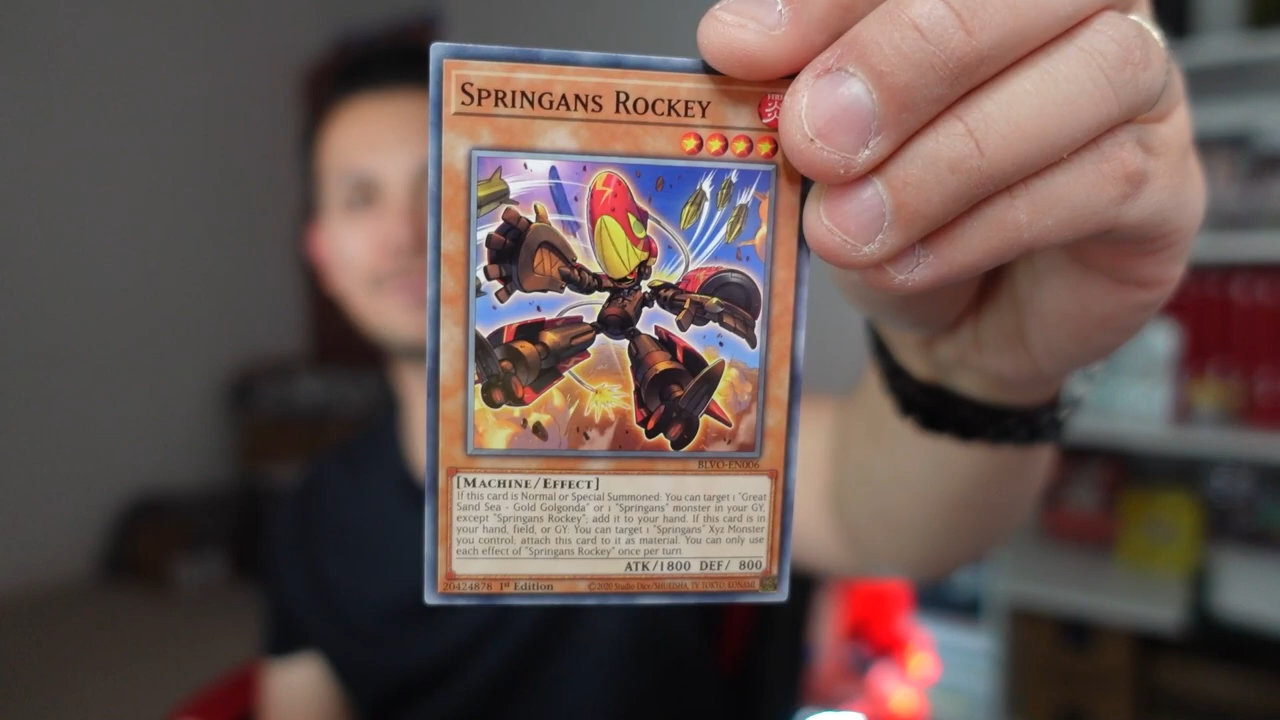 SPRINGANS ROCKEY
炎
BLVO-EN006
[MACHINE/EFFECT]
If this card is Normal or Special Summoned: You can target 1 "Great
Sand Sea - Gold Golgonda" or 1 "Springans" monster in your GY,
except "Springans Rockey"; add it to your hand. If this card is in
your hand, field, or GY: You can target 1 "Springans" Xyz Monster
you control; attach this card to it as material. You can only use
each effect of "Springans Rockey" once per turn.
ATK/1800 DEF/ 800
20424878 1st Edition ©2020 Studio Dice/SHUEISHA, TV TOKYO, KONAMI